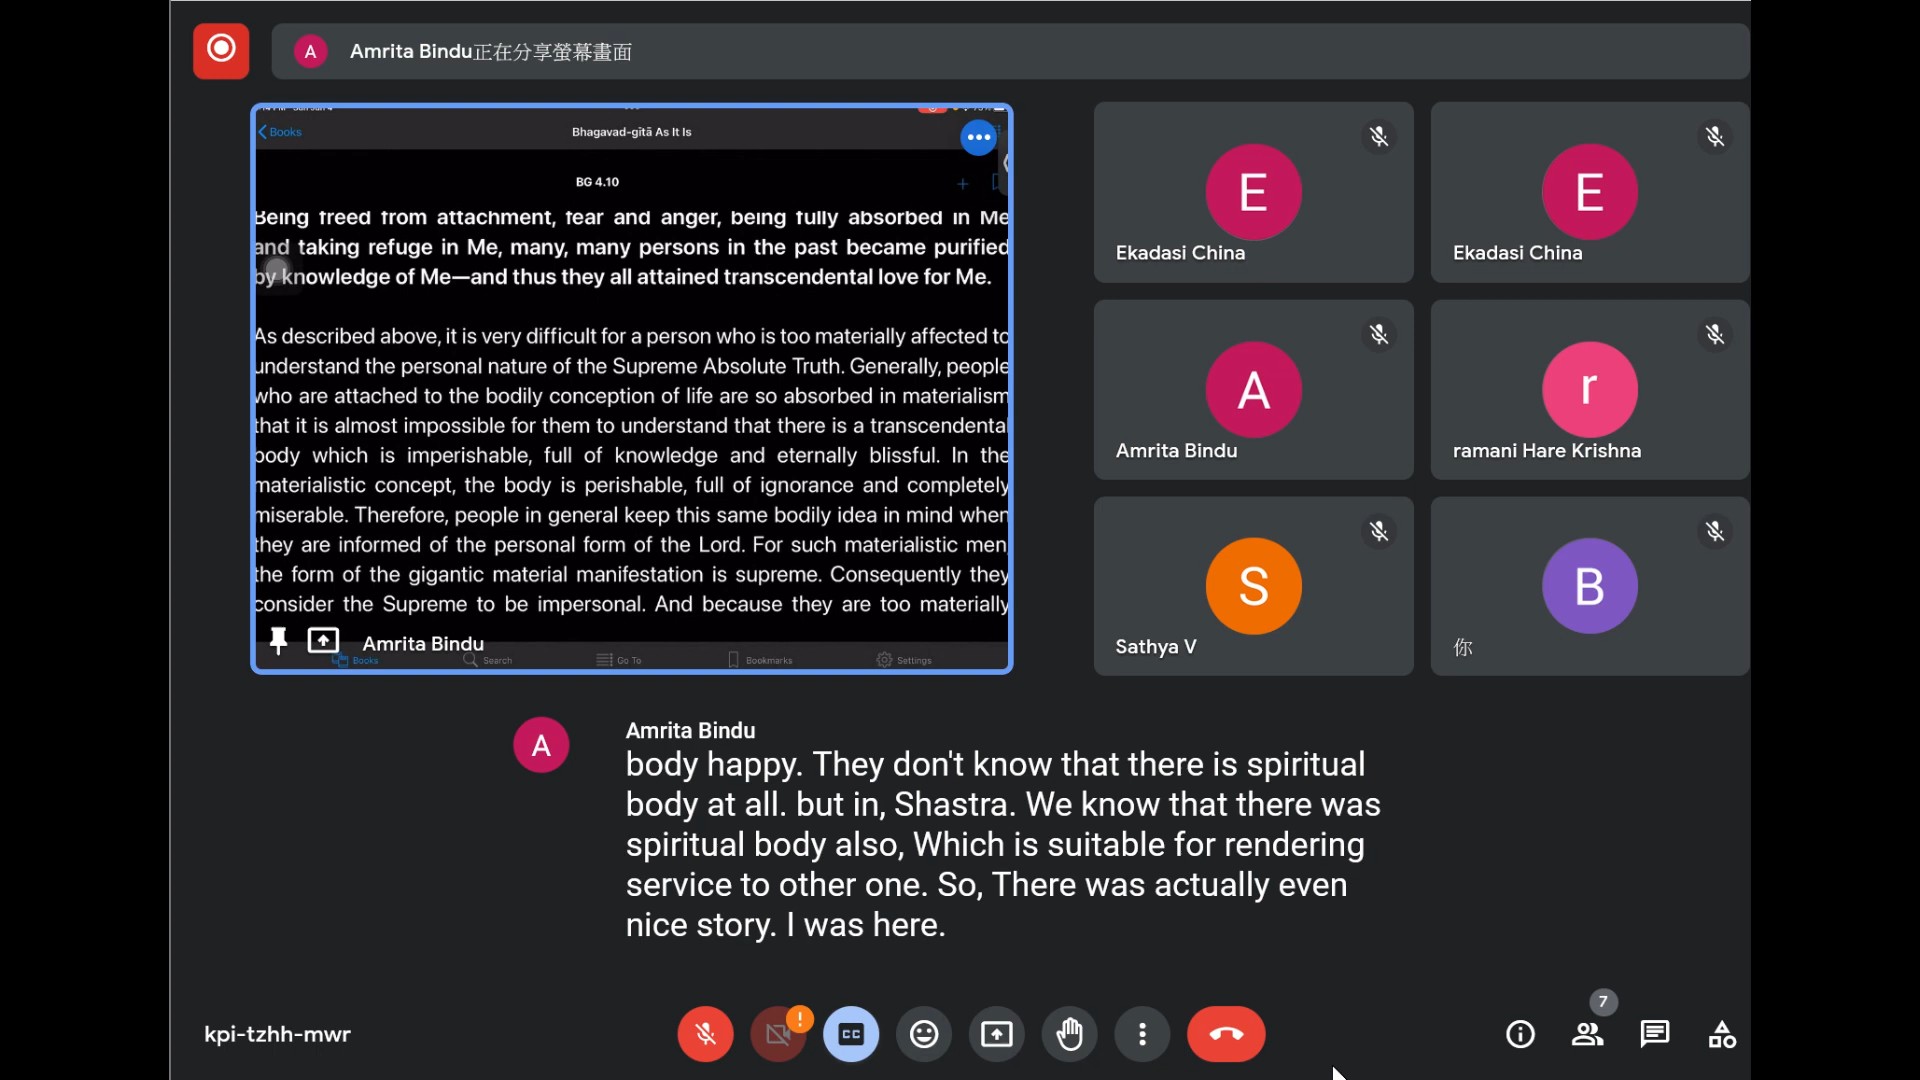 A Amrita Bindu正在分享螢幕畫面
Books
Bhagavad-gītā As It Is
BG 4.10
Being freed from attachment, fear and anger, being fully absorbed in Me
and taking refuge in Me, many, many persons in the past became purified
by knowledge of Me—and thus they all attained transcendental love for Me.
As described above, it is very difficult for a person who is too materially affected to
understand the personal nature of the Supreme Absolute Truth. Generally, people
who are attached to the bodily conception of life are so absorbed in materialism
that it is almost impossible for them to understand that there is a transcendental
body which is imperishable, full of knowledge and eternally blissful. In the
materialistic concept, the body is perishable, full of ignorance and completely
miserable. Therefore, people in general keep this same bodily idea in mind when
they are informed of the personal form of the Lord. For such materialistic men,
the form of the gigantic material manifestation is supreme. Consequently they
consider the Supreme to be impersonal. And because they are too materially
Amrita Bindu
Books
Search
Go To
Bookmarks
Settings
E
Ekadasi China
E
Ekadasi China
A
Amrita Bindu
r
ramani Hare Krishna
S
Sathya V
B
你
A
Amrita Bindu
body happy. They don't know that there is spiritual
body at all. but in, Shastra. We know that there was
spiritual body also, Which is suitable for rendering
service to other one. So, There was actually even
nice story. I was here.
kpi-tzhh-mwr
!
CC
7